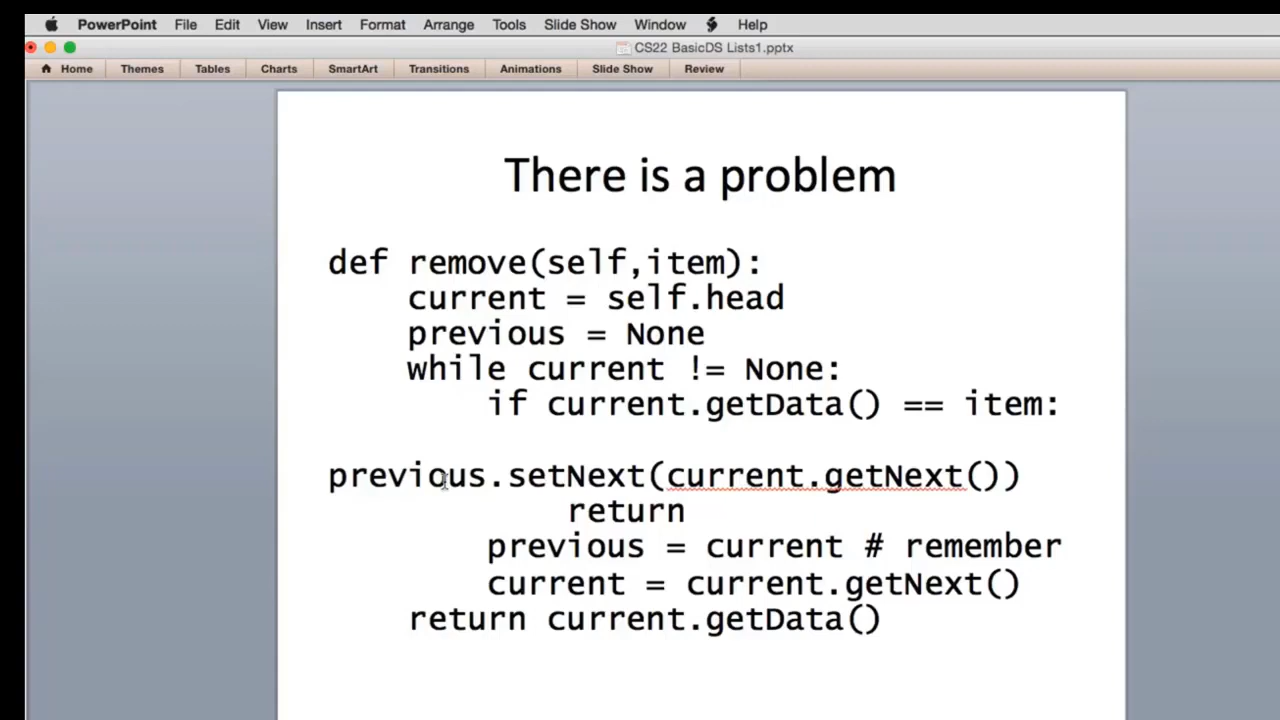 PowerPoint File Edit View Insert Format Arrange Tools Slide Show Window Help
CS22 BasicDS Lists1.pptx
Home Themes Tables Charts SmartArt Transitions Animations Slide Show Review
There is a problem
def remove(self,item):
current = self.head
previous = None
while current != None:
if current.getData() == item:
previous.setNext(current.getNext())
return
previous = current # remember
current = current.getNext()
return current.getData()